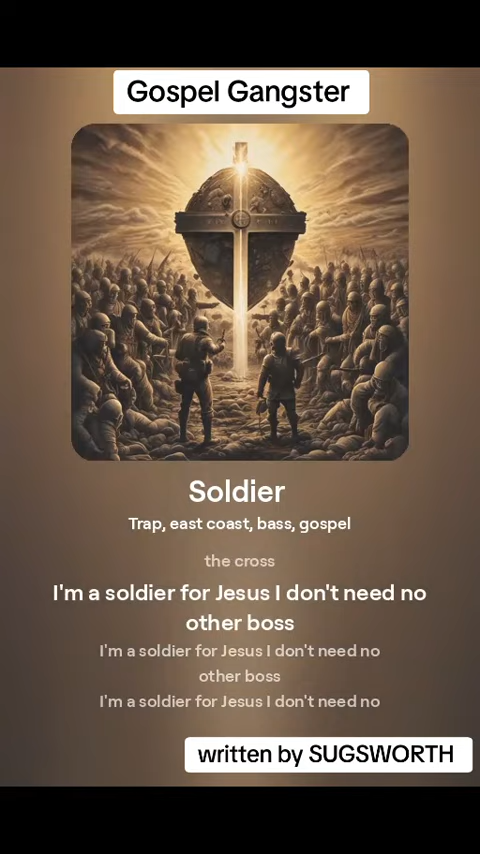 Gospel Gangster
Soldier
Trap, east coast, bass, gospel
the cross
I'm a soldier for Jesus I don't need no
other boss
I'm a soldier for Jesus I don't need no
other boss
I'm a soldier for Jesus I don't need no
written by SUGSWORTH